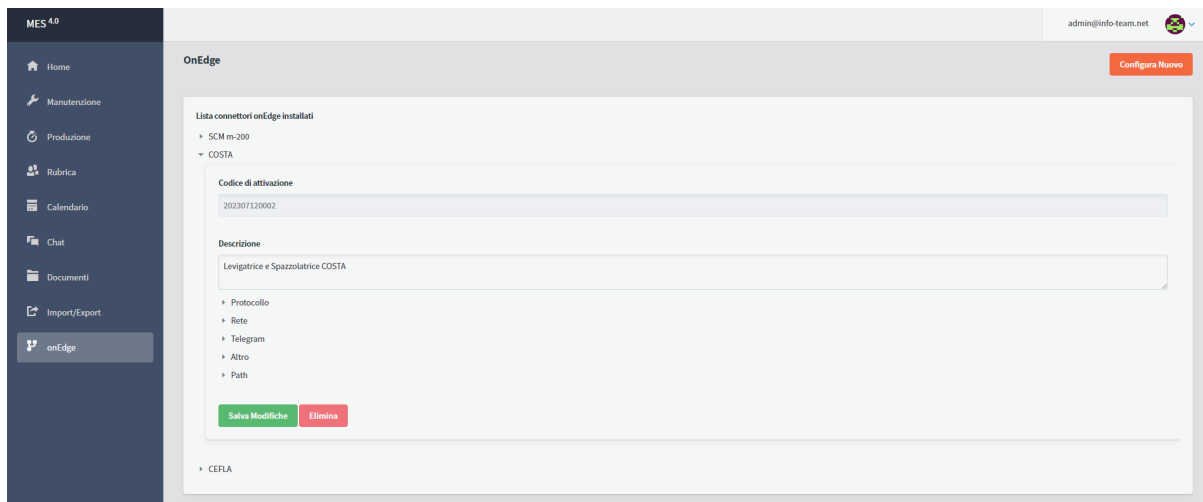 MES 4.0
admin@info-team.net
Home
Manutenzione
Produzione
Rubrica
Calendario
Chat
Documenti
Import/Export
onEdge
OnEdge
Configura Nuovo
Lista connettori onEdge installati
SCM m-200
COSTA
Codice di attivazione
202307120002
Descrizione
Levigatrice e Spazzolatrice COSTA
Protocollo
Rete
Telegram
Altro
Path
Salva Modifiche
Elimina
CEFLA